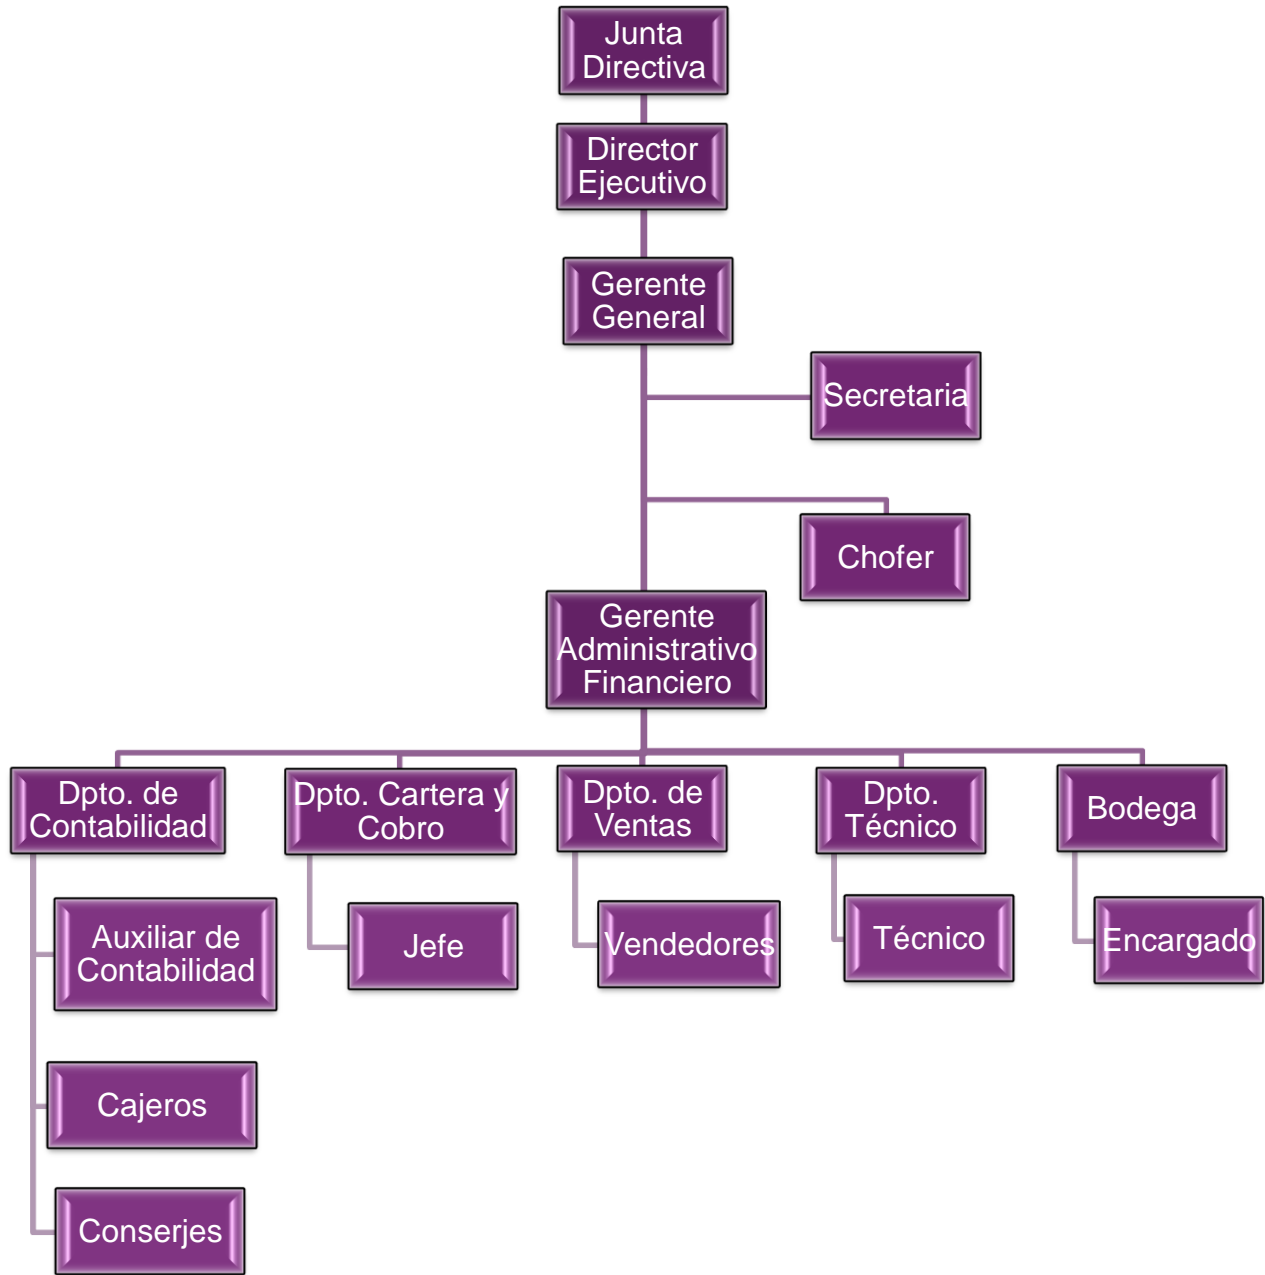 Junta
Directiva
Director
Ejecutivo
Gerente
General
Secretaria
Chofer
Gerente
Administrativo
Financiero
Dpto. de
Contabilidad
Dpto. Cartera y
Cobro
Dpto. de
Ventas
Dpto.
Técnico
Bodega
Auxiliar de
Contabilidad
Jefe
Vendedores
Técnico
Encargado
Cajeros
Conserjes